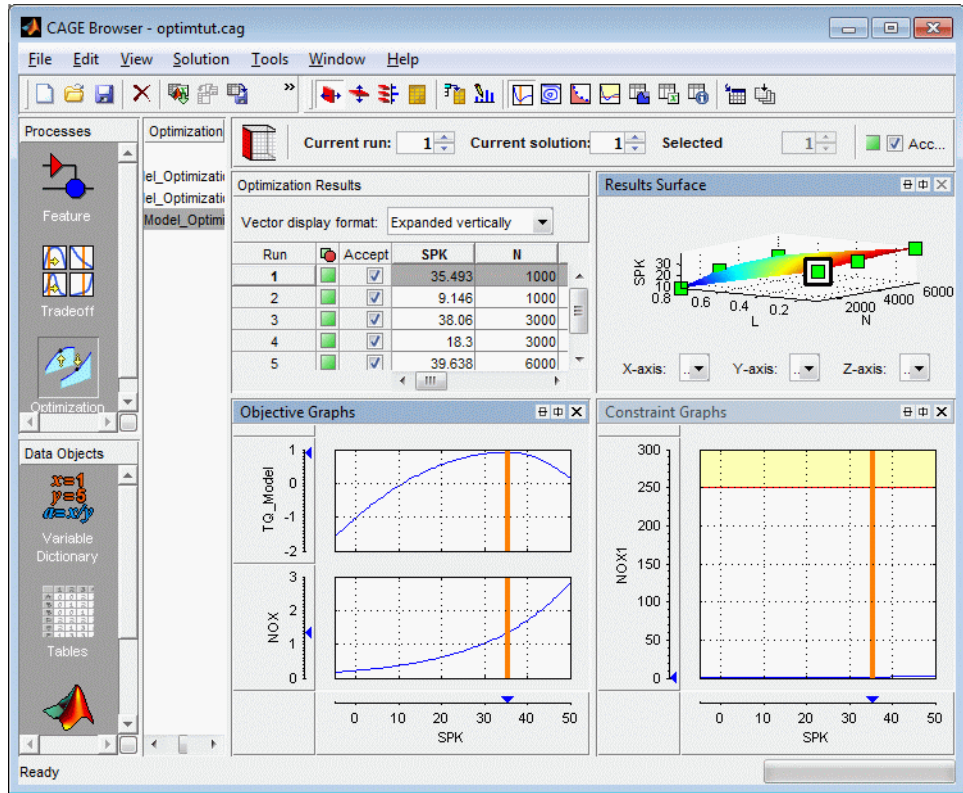 CAGE Browser - optimtut.cag
File Edit View Solution Tools Window Help
»
Processes
Feature
Tradeoff
Optimization
Data Objects
x=1
y=5
a=x/y
Variable
Dictionary
Tables
Optimization
el_Optimizati
el_Optimizati
Model_Optimi
Current run: 1 Current solution: 1 Selected 1 Acc...
Optimization Results
Vector display format: Expanded vertically
Run Accept SPK N
1 35.493 1000
2 9.146 1000
3 38.06 3000
4 18.3 3000
5 39.638 6000
Results Surface
SPK
30
20
10
0.8 0.6 0.4 0.2
L
2000 4000 6000
N
X-axis: .. Y-axis: .. Z-axis: ..
Objective Graphs
TQ_Model
1
0
-1
-2
NOX
3
2
1
0
0 10 20 30 40 50
SPK
Constraint Graphs
NOX1
300
250
200
150
100
50
0
0 10 20 30 40 50
SPK
Ready